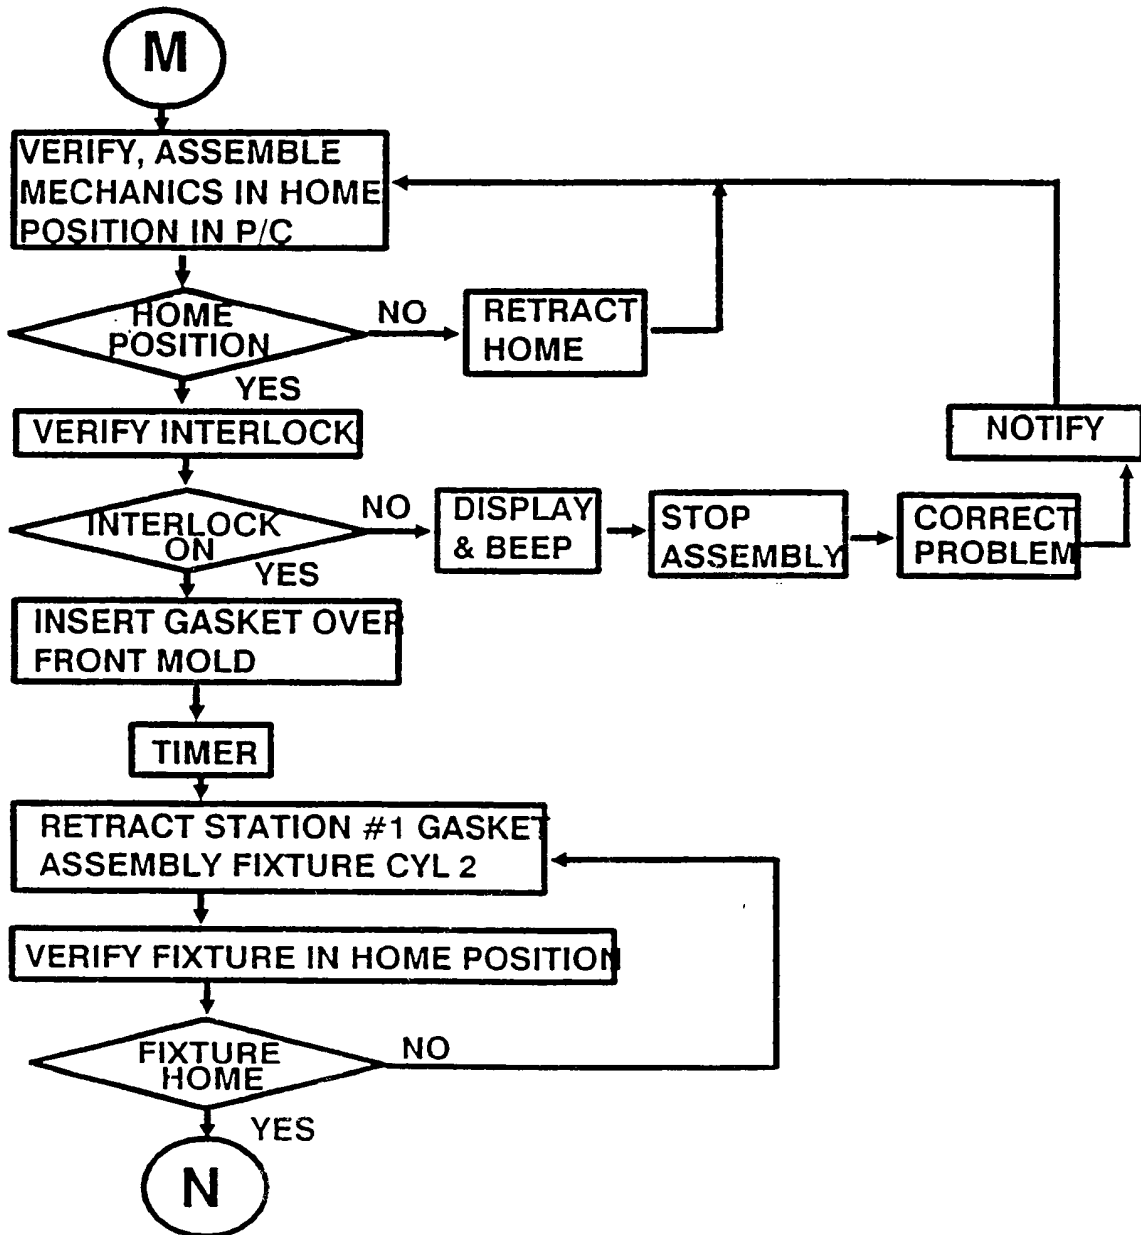 M
VERIFY, ASSEMBLE
MECHANICS IN HOME
POSITION IN P/C
HOME
POSITION
NO
RETRACT
HOME
YES
VERIFY INTERLOCK
NOTIFY
INTERLOCK
ON
NO
DISPLAY
& BEEP
STOP
ASSEMBLY
CORRECT
PROBLEM
YES
INSERT GASKET OVER
FRONT MOLD
TIMER
RETRACT STATION #1 GASKET
ASSEMBLY FIXTURE CYL 2
VERIFY FIXTURE IN HOME POSITION
FIXTURE
HOME
NO
YES
N